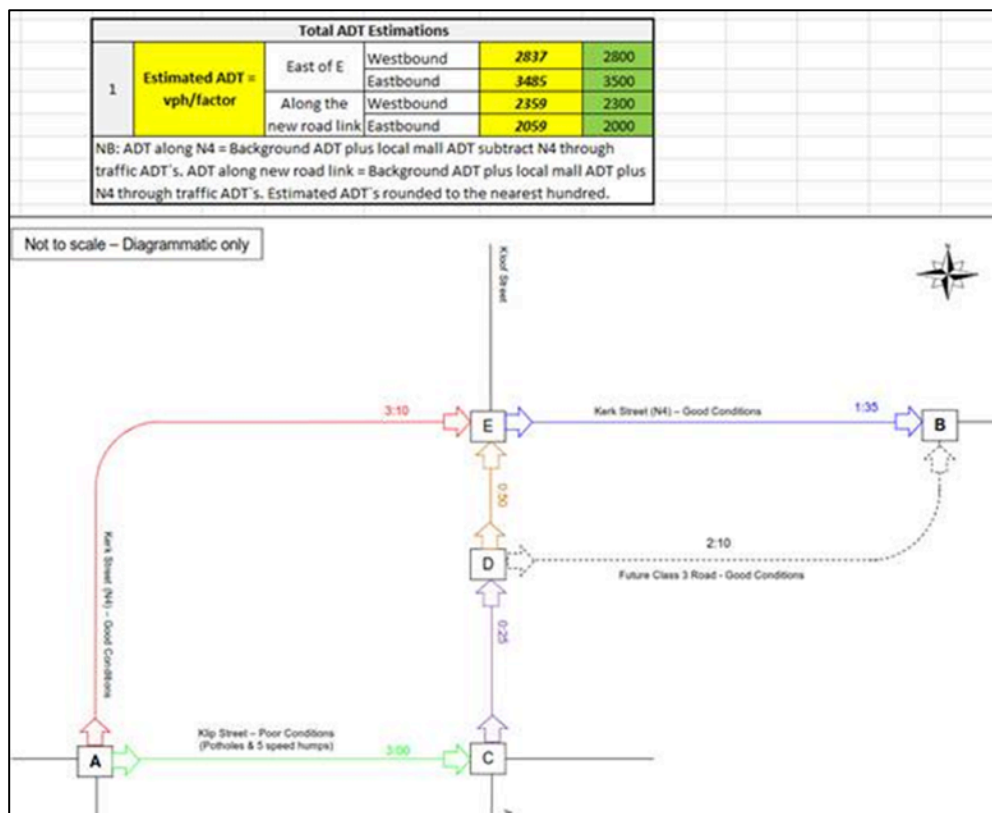 Total ADT Estimations
1
Estimated ADT =
vph/factor
East of E
Westbound 2837 2800
Eastbound 3485 3500
Along the
new road link
Westbound 2359 2300
Eastbound 2059 2000
NB: ADT along N4 = Background ADT plus local mall ADT subtract N4 through
traffic ADT`s. ADT along new road link = Background ADT plus local mall ADT plus
N4 through traffic ADT`s. Estimated ADT`s rounded to the nearest hundred.
Not to scale – Diagrammatic only
Kloof Street
N
3:10
E
Kerk Street (N4) – Good Conditions
1:35
B
0:50
D
2:10
Future Class 3 Road - Good Conditions
Kerk Street (N4) – Good Conditions
0:25
Klip Street – Poor Conditions
(Potholes & 5 speed humps)
3:00
A
C